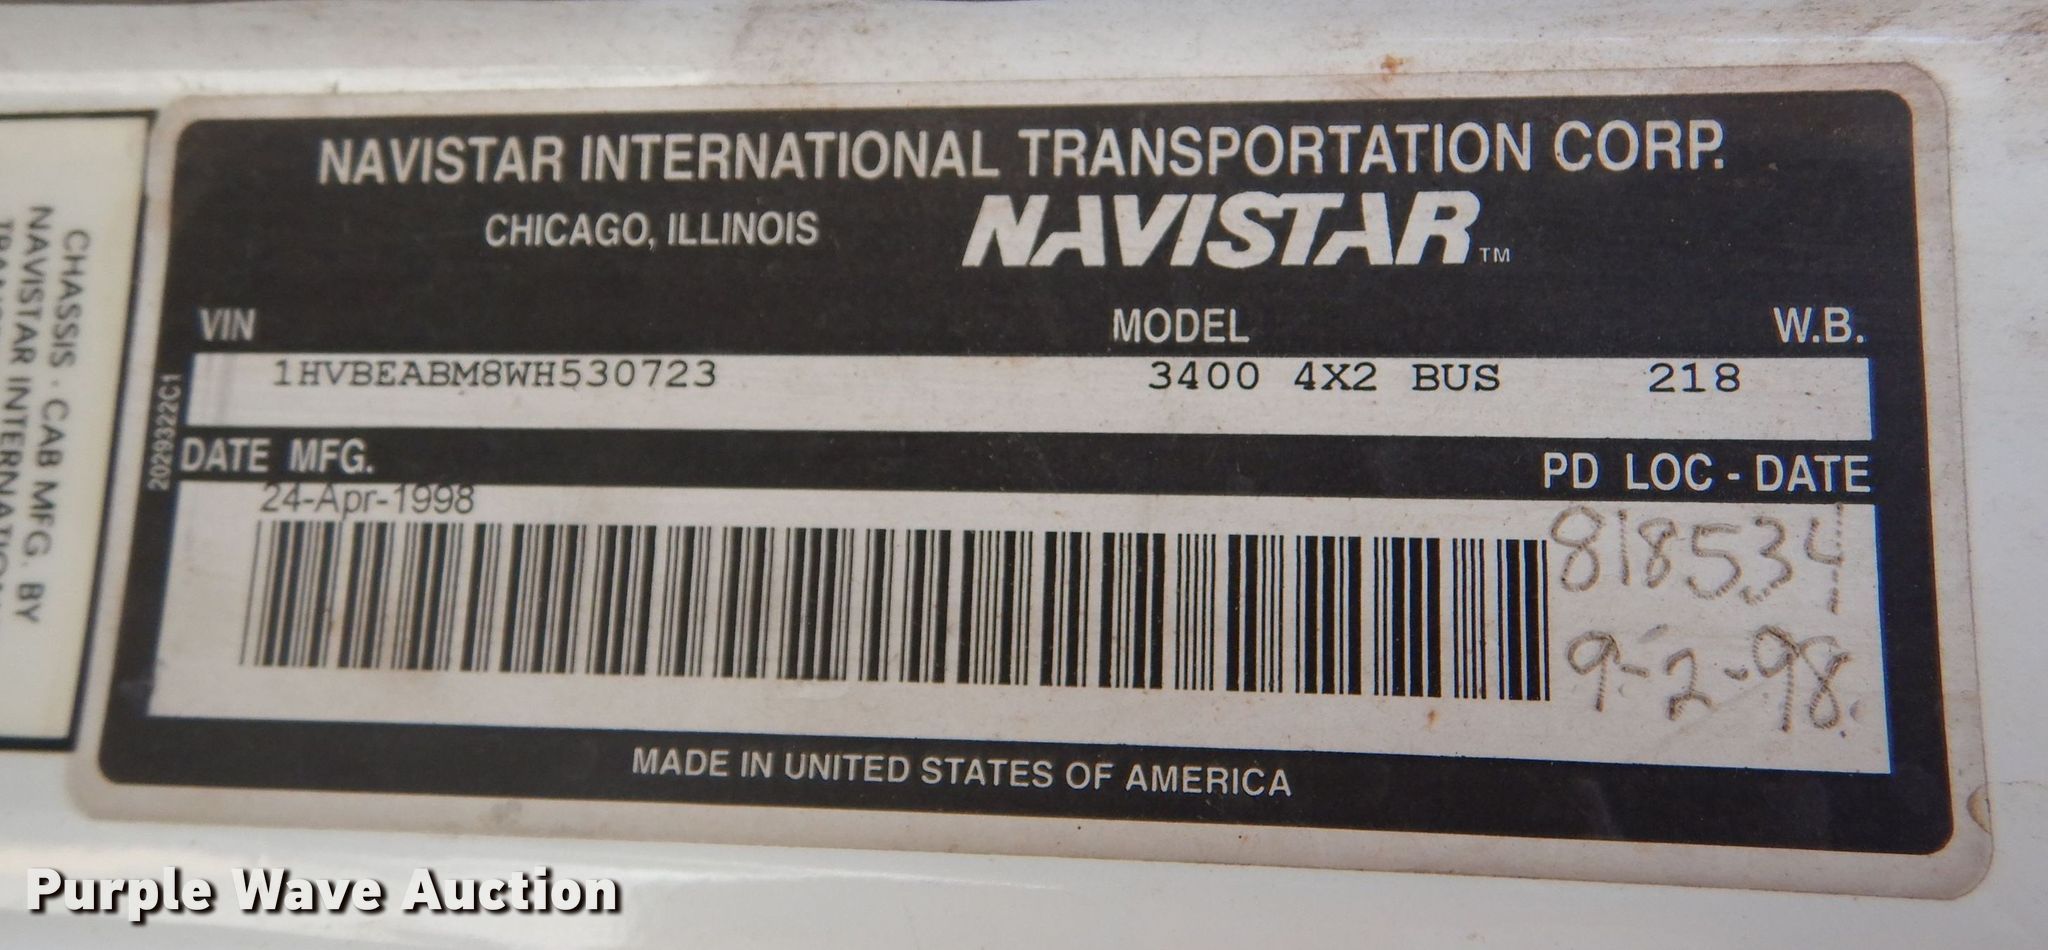 NAVISTAR INTERNATIONAL TRANSPORTATION CORP.
CHICAGO, ILLINOIS
NAVISTAR™
VIN MODEL W.B.
1HVBEABM8WH530723 3400 4X2 BUS 218
2029322C1
DATE MFG. PD LOC - DATE
24-Apr-1998
818534
9-2-98
MADE IN UNITED STATES OF AMERICA
CHASSIS - CAB MFG. BY
NAVISTAR INTERNATIONAL
Purple Wave Auction